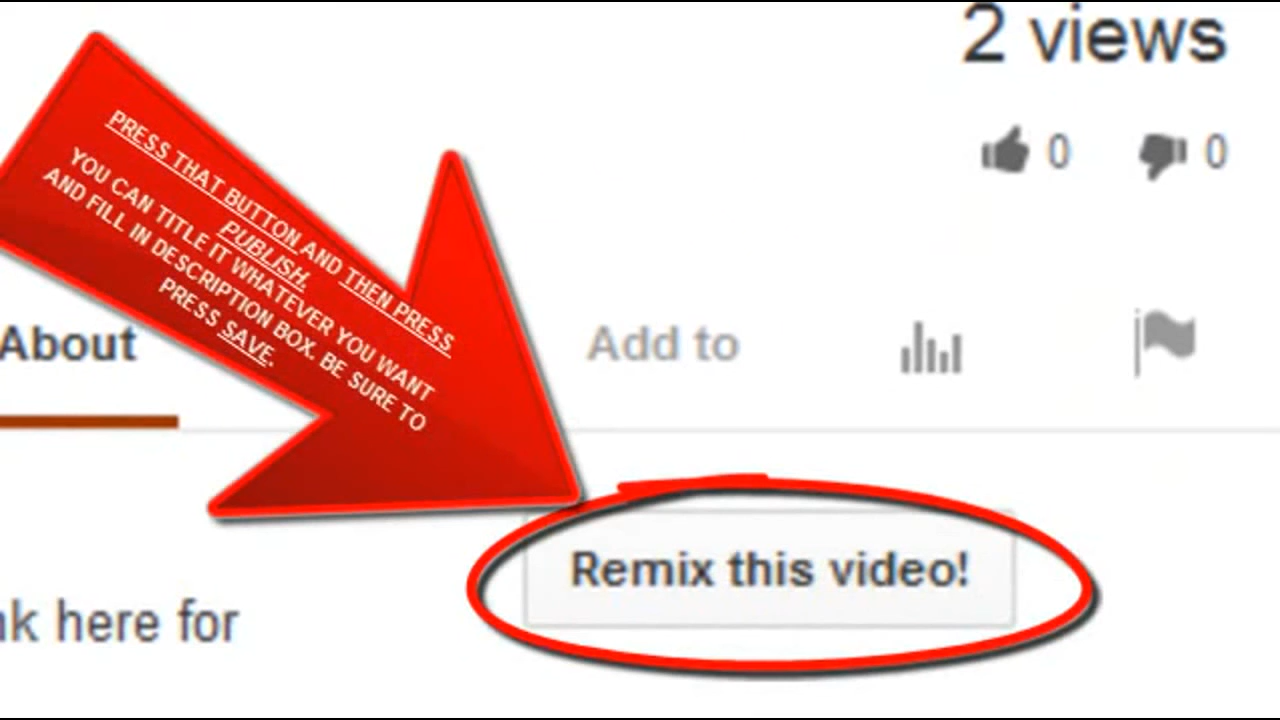 2 views
0 0
PRESS THAT BUTTON AND THEN PRESS
PUBLISH.
YOU CAN TITLE IT WHATEVER YOU WANT
AND FILL IN DESCRIPTION BOX. BE SURE TO
PRESS SAVE.
About Add to
Remix this video!
nk here for